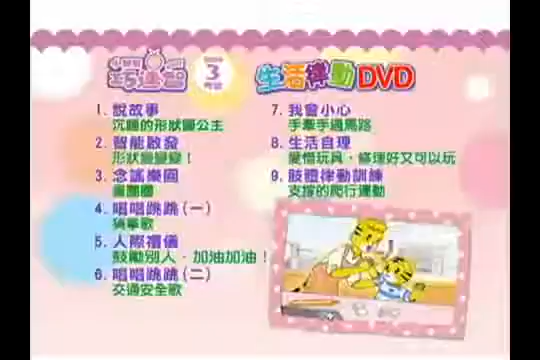 巧連智
3
生活律動DVD
1. 說故事
沉睡的形狀國公主
2. 智能啟發
形狀變變變！
3. 念謠樂園
圍圈圈
4. 唱唱跳跳(一)
猜拳歌
5. 人際禮儀
鼓勵別人，加油加油！
6. 唱唱跳跳(二)
交通安全歌
7. 我會小心
手牽手過馬路
8. 生活自理
愛惜玩具，修理好又可以玩
9. 肢體律動訓練
支撐的爬行運動